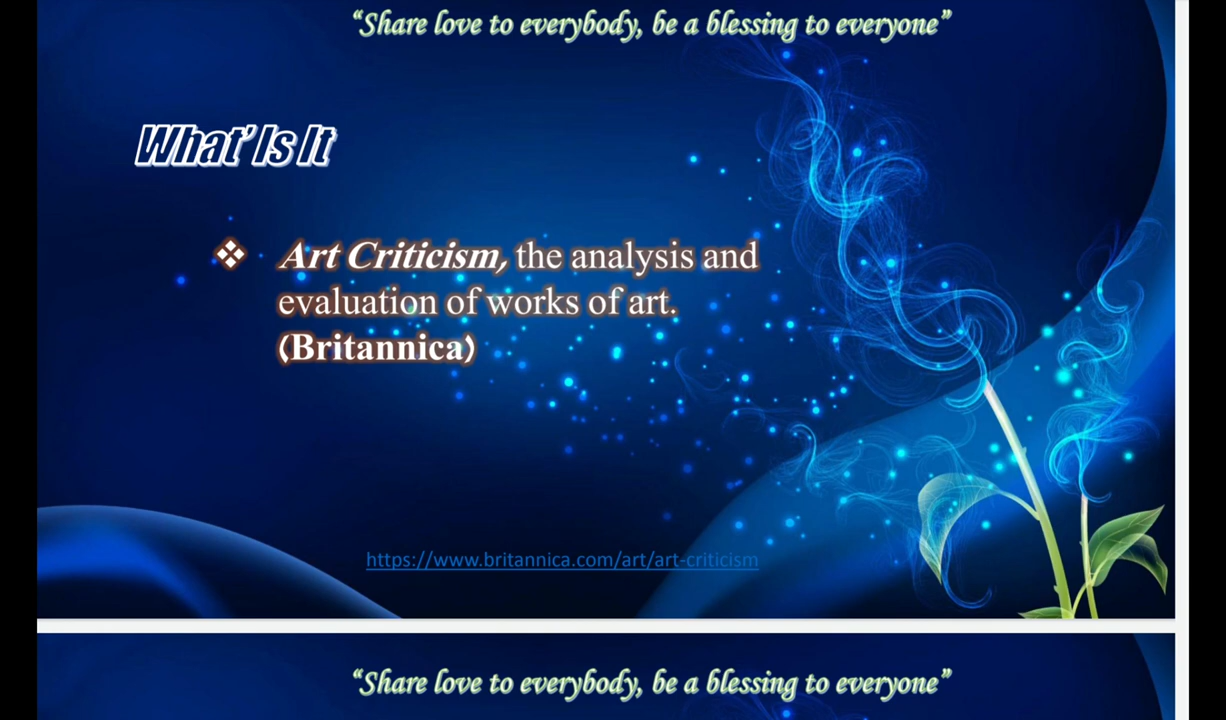 “Share love to everybody, be a blessing to everyone”
What’ Is It
❖ Art Criticism, the analysis and
evaluation of works of art.
(Britannica)
https://www.britannica.com/art/art-criticism
“Share love to everybody, be a blessing to everyone”